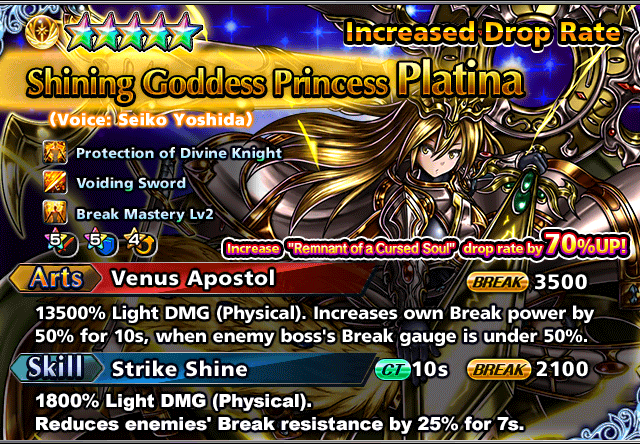 Increased Drop Rate
Shining Goddess Princess Platina
(Voice: Seiko Yoshida)
Protection of Divine Knight
Voiding Sword
Break Mastery Lv2
5 5 4
Increase "Remnant of a Cursed Soul" drop rate by 70%UP!
Arts Venus Apostol BREAK 3500
13500% Light DMG (Physical). Increases own Break power by
50% for 10s, when enemy boss's Break gauge is under 50%.
Skill Strike Shine CT 10s BREAK 2100
1800% Light DMG (Physical).
Reduces enemies' Break resistance by 25% for 7s.